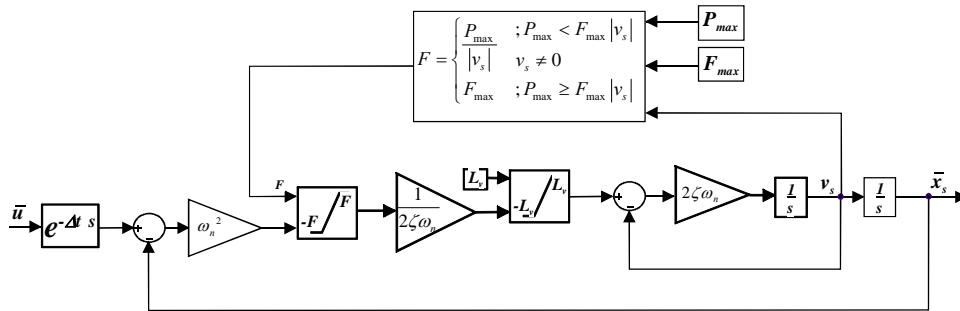 F = { P_max / |v_s| ; P_max < F_max |v_s|
v_s ≠ 0
F_max ; P_max ≥ F_max |v_s|
P_max
F_max
F
ū
e^-Δt s
+
-
ω_n²
-F F
1 / 2ζω_n
L_v
-L_v L_v
+
-
2ζω_n
1/s
v_s
1/s
x̄_s